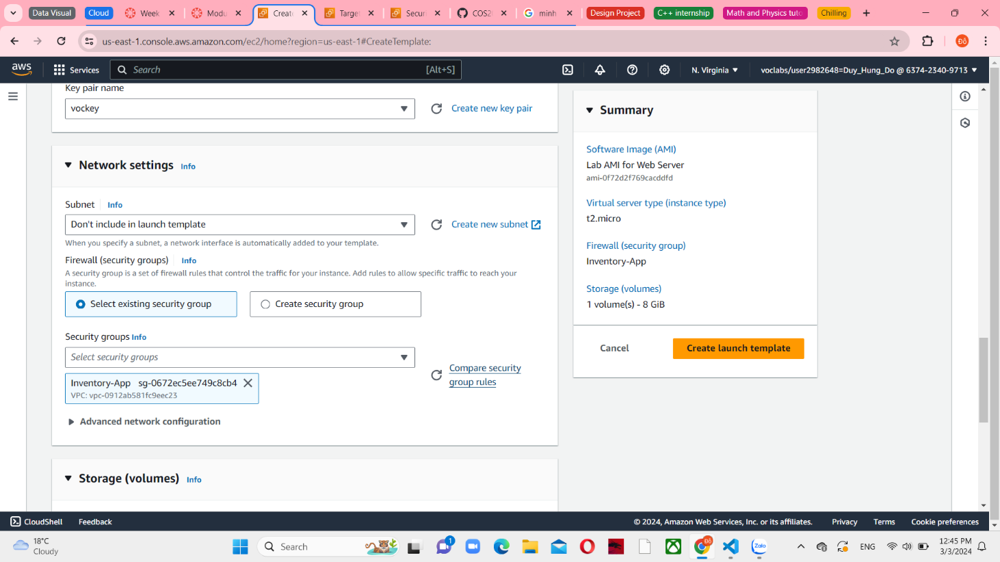 Data Visual
Cloud
Week
Modu
Create
Target
Securi
COS20
minh
Design Project
C++ internship
Math and Physics tuto
Chilling
us-east-1.console.aws.amazon.com/ec2/home?region=us-east-1#CreateTemplate:
Đỗ
aws
Services
Search
[Alt+S]
N. Virginia
voclabs/user2982648=Duy_Hung_Do @ 6374-2340-9713
Key pair name
vockey
Create new key pair
Network settings Info
Subnet Info
Don't include in launch template
Create new subnet
When you specify a subnet, a network interface is automatically added to your template.
Firewall (security groups) Info
A security group is a set of firewall rules that control the traffic for your instance. Add rules to allow specific traffic to reach your
instance.
Select existing security group
Create security group
Security groups Info
Select security groups
Compare security
group rules
Inventory-App sg-0672ec5ee749c8cb4
VPC: vpc-0912ab581fc9eec23
Advanced network configuration
Storage (volumes) Info
Summary
Software Image (AMI)
Lab AMI for Web Server
ami-0f72d2f769cacddfd
Virtual server type (instance type)
t2.micro
Firewall (security group)
Inventory-App
Storage (volumes)
1 volume(s) - 8 GiB
Cancel
Create launch template
CloudShell
Feedback
© 2024, Amazon Web Services, Inc. or its affiliates.
Privacy
Terms
Cookie preferences
18°C
Cloudy
Search
1
Đỗ
Zalo
ENG
12:45 PM
3/3/2024